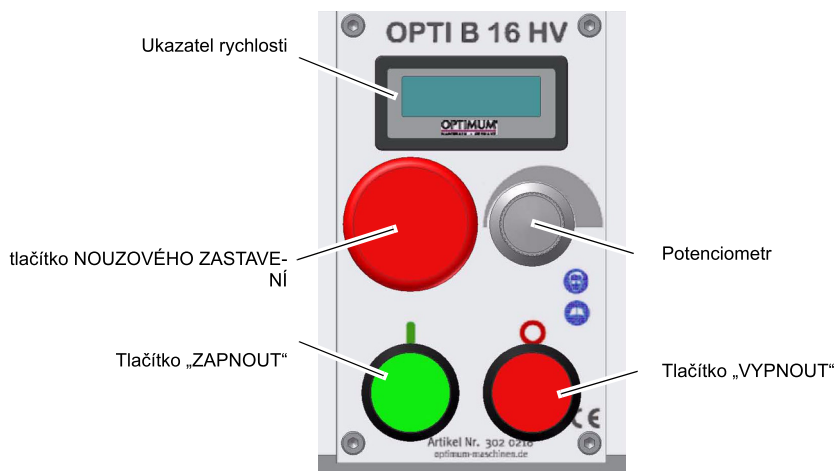 OPTI B 16 HV
Ukazatel rychlosti
OPTIMUM
tlačítko NOUZOVÉHO ZASTAVE-
NÍ
Potenciometr
Tlačítko „ZAPNOUT“
Tlačítko „VYPNOUT“
CE
Artikel Nr. 302 0218
optimum-maschinen.de